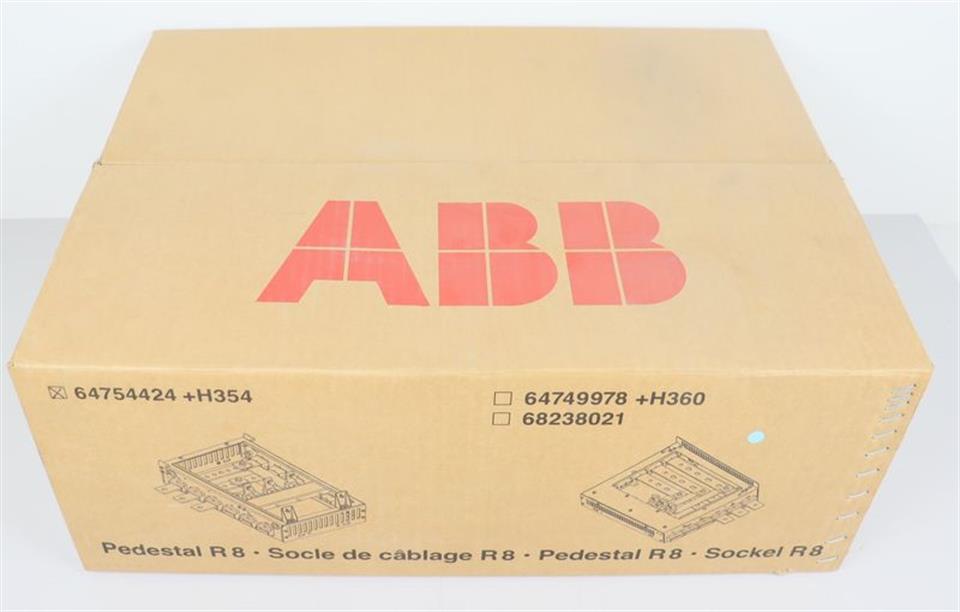 ABB
☒ 64754424 +H354
☐ 64749978 +H360
☐ 68238021
Pedestal R8 · Socle de câblage R8 · Pedestal R8 · Sockel R8